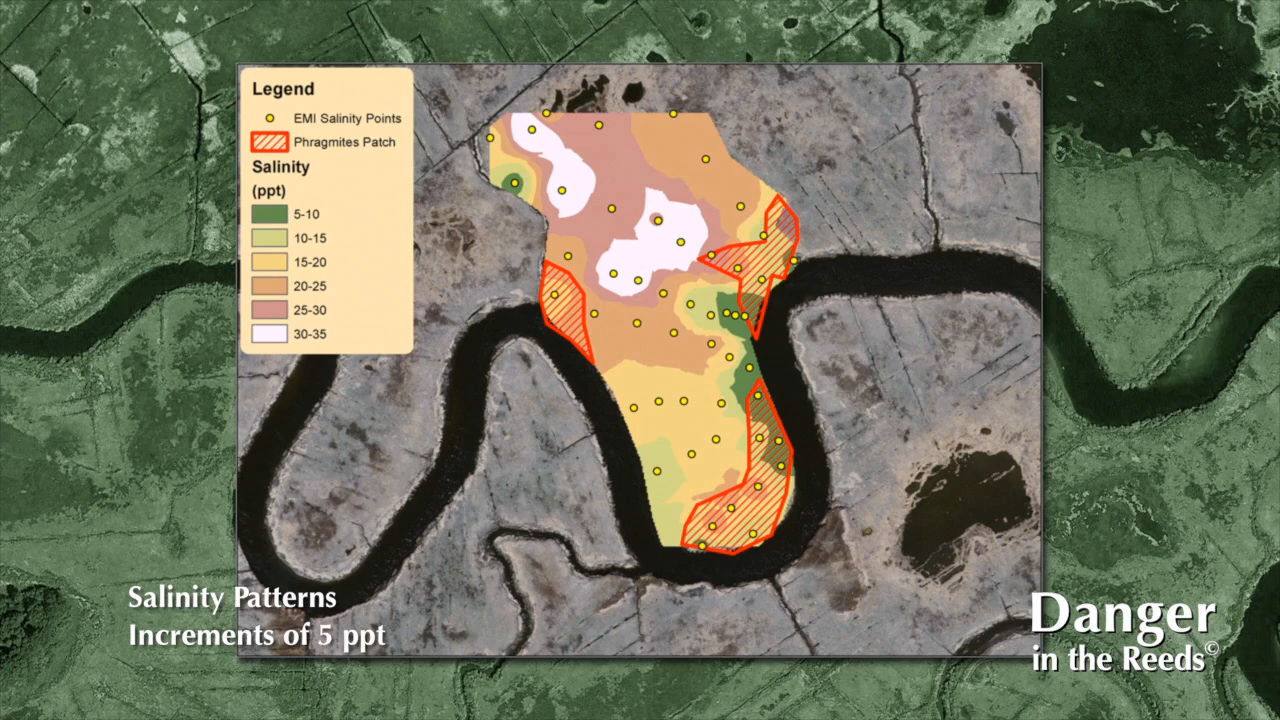 Legend
EMI Salinity Points
Phragmites Patch
Salinity
(ppt)
5-10
10-15
15-20
20-25
25-30
30-35
Salinity Patterns
Increments of 5 ppt
Danger
in the Reeds©